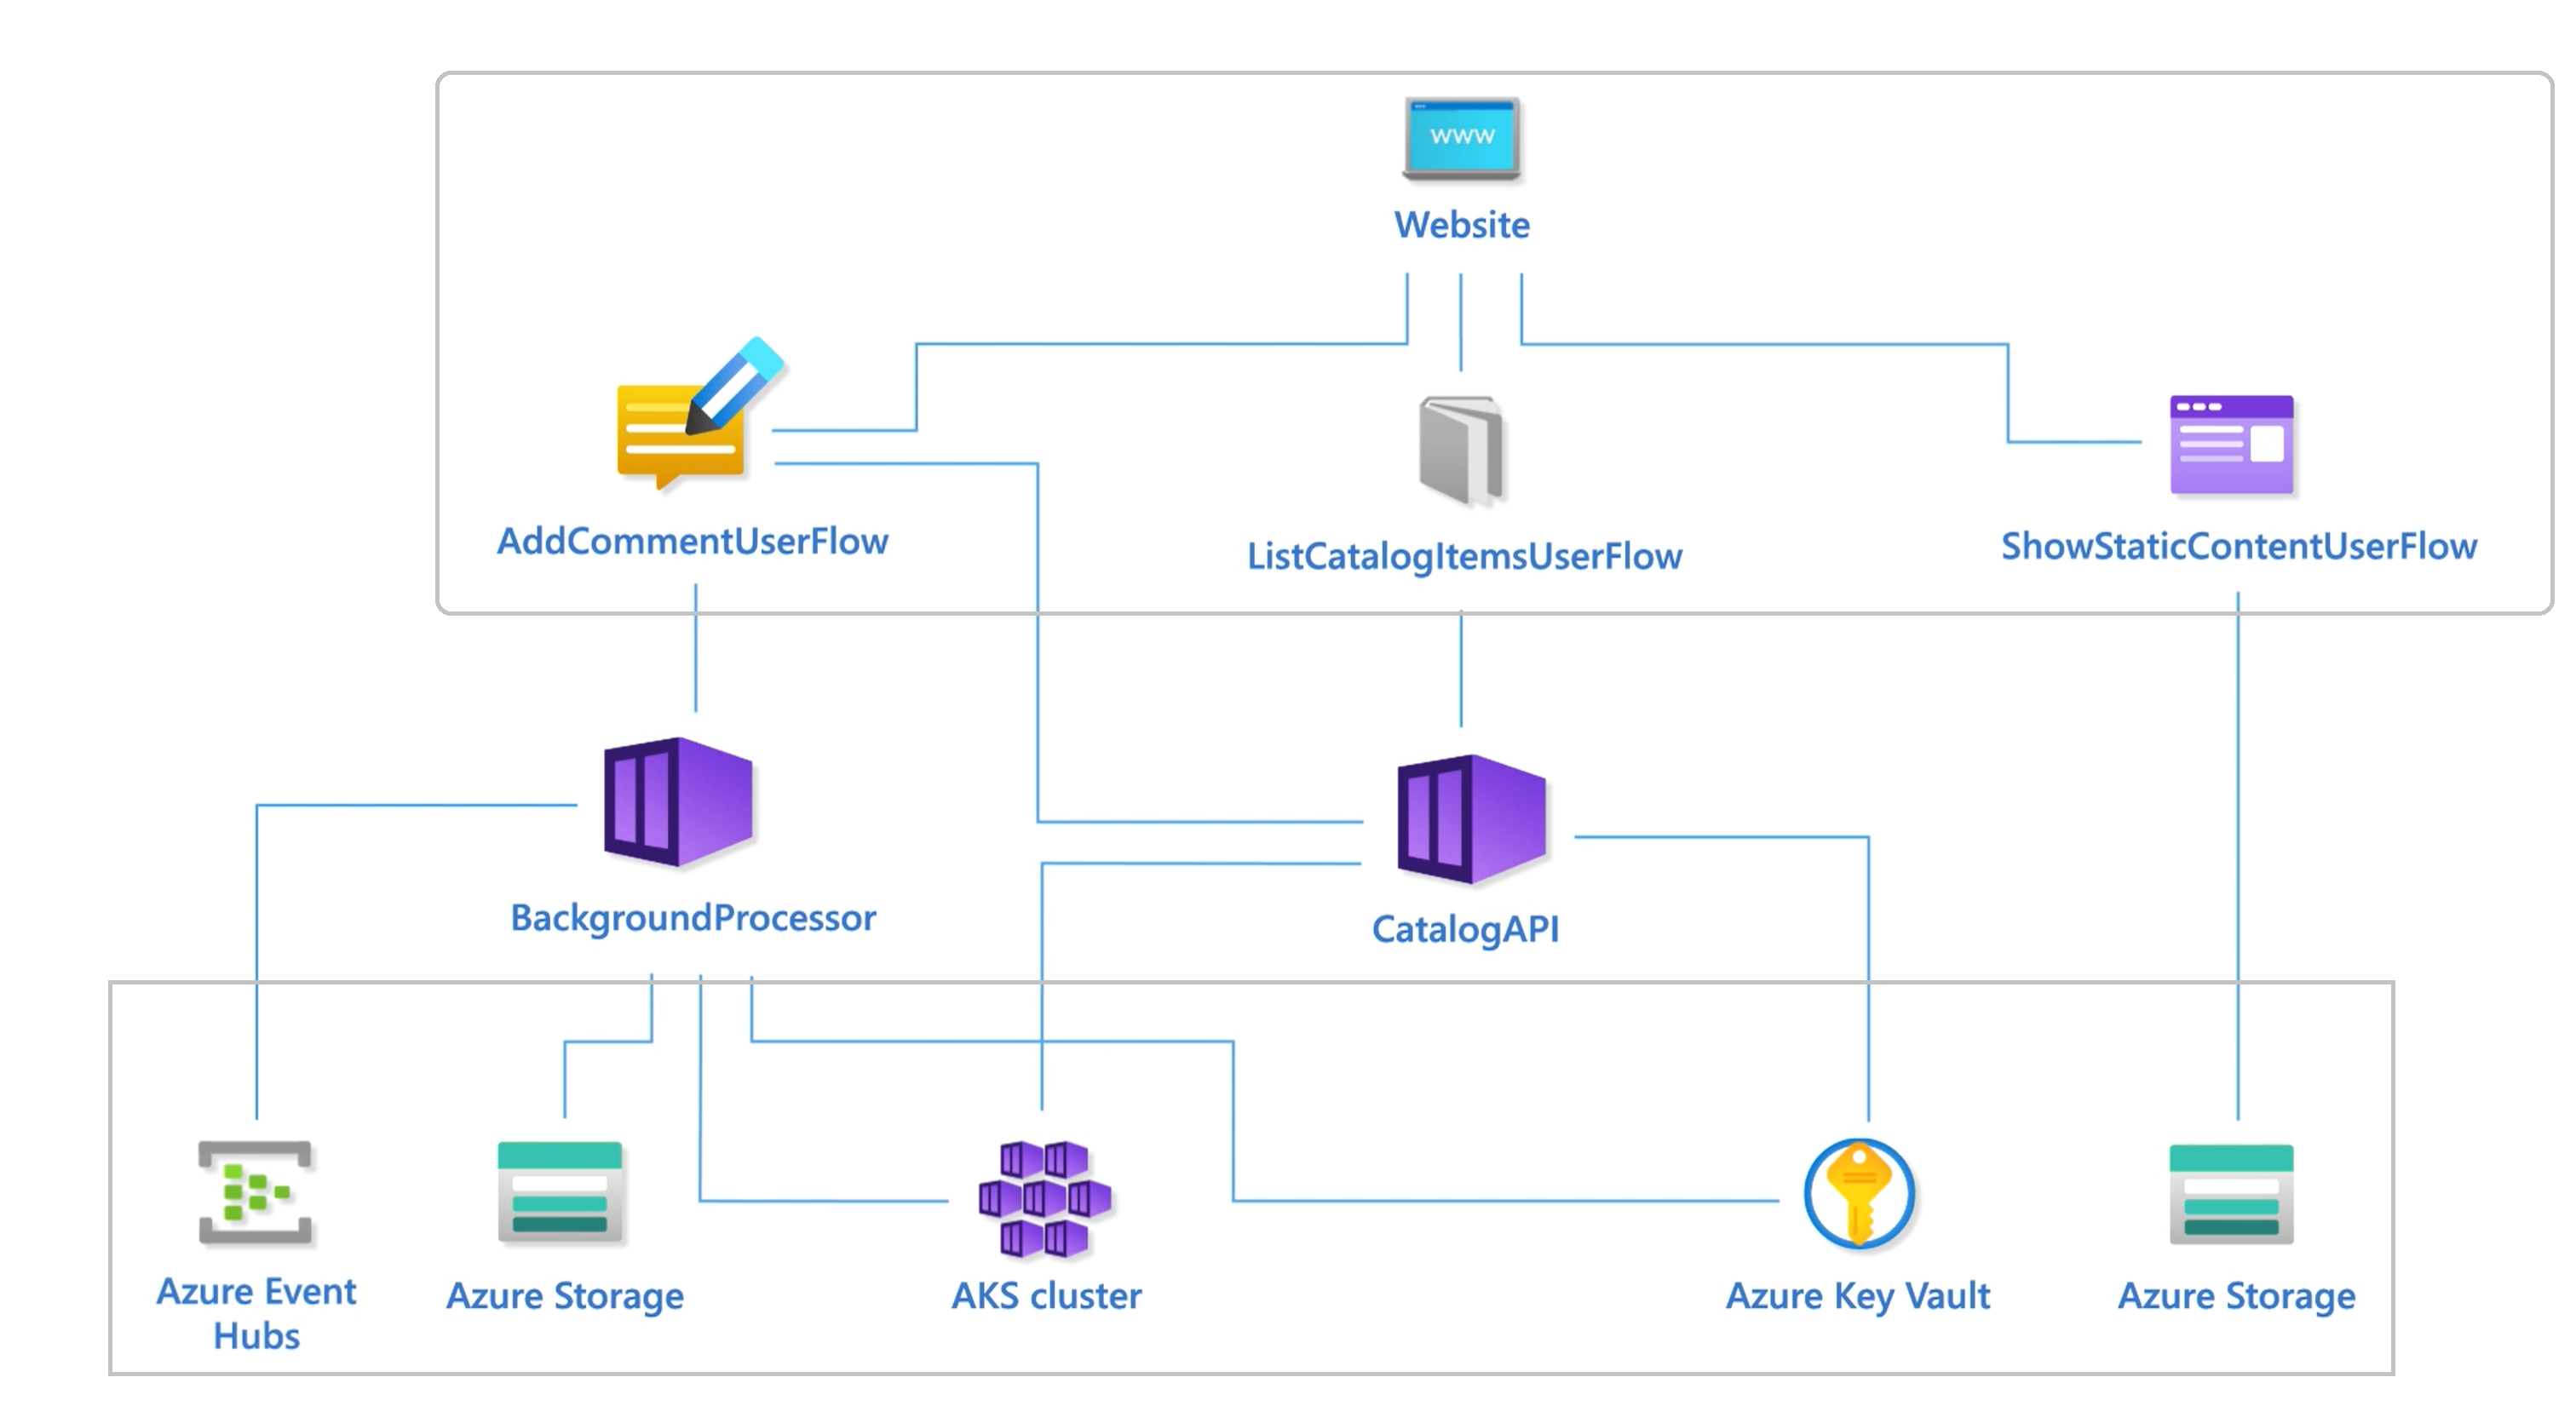 www
Website
AddCommentUserFlow
ListCatalogItemsUserFlow
ShowStaticContentUserFlow
BackgroundProcessor
CatalogAPI
Azure Event
Hubs
Azure Storage
AKS cluster
Azure Key Vault
Azure Storage